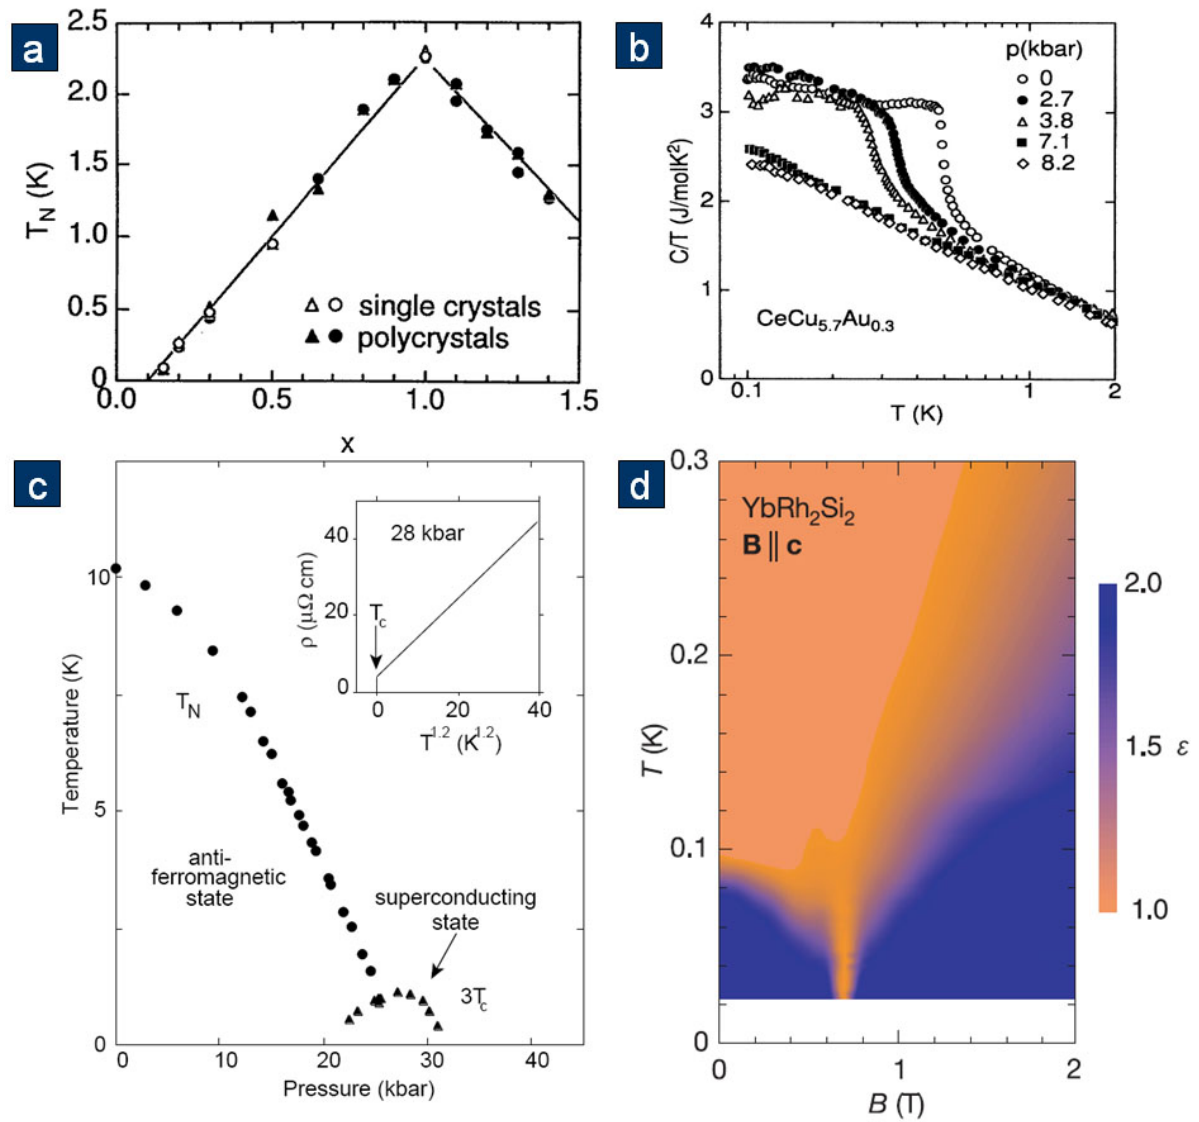 a
2.5
2.0
1.5
1.0
0.5
0
T_N (K)
0.0 0.5 1.0 1.5
x
single crystals
polycrystals
b
4
3
2
1
0
C/T (J/molK²)
p(kbar)
0
2.7
3.8
7.1
8.2
CeCu5.7Au0.3
0.1 1 2
T (K)
c
10
5
0
Temperature (K)
T_N
anti-
ferromagnetic
state
superconducting
state
3T_c
0 10 20 30 40
Pressure (kbar)
28 kbar
40
20
0
ρ (μΩ cm)
T_c
0 20 40
T^1.2 (K^1.2)
d
0.3
0.2
0.1
0
T (K)
YbRh2Si2
B ∥ c
0 1 2
B (T)
2.0
1.5 ε
1.0